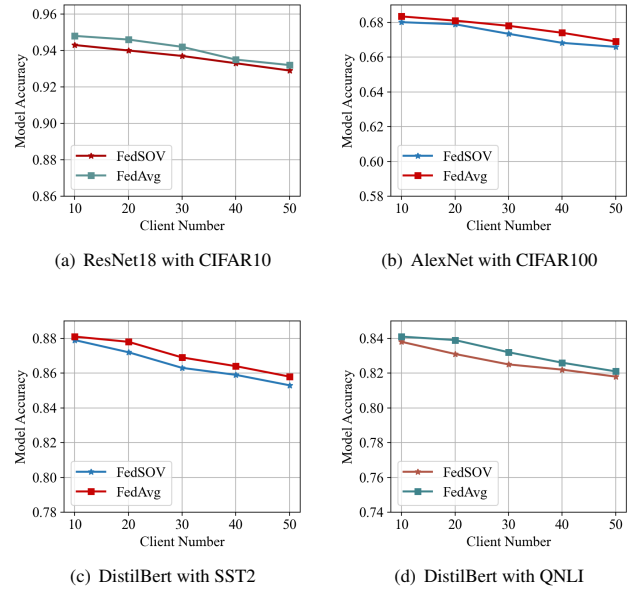 0.96
0.94
0.92
0.90
0.88
0.86
Model Accuracy
FedSOV
FedAvg
10 20 30 40 50
Client Number
(a) ResNet18 with CIFAR10
0.68
0.66
0.64
0.62
0.60
0.58
Model Accuracy
FedSOV
FedAvg
10 20 30 40 50
Client Number
(b) AlexNet with CIFAR100
0.88
0.86
0.84
0.82
0.80
0.78
Model Accuracy
FedSOV
FedAvg
10 20 30 40 50
Client Number
(c) DistilBert with SST2
0.84
0.82
0.80
0.78
0.76
0.74
Model Accuracy
FedSOV
FedAvg
10 20 30 40 50
Client Number
(d) DistilBert with QNLI